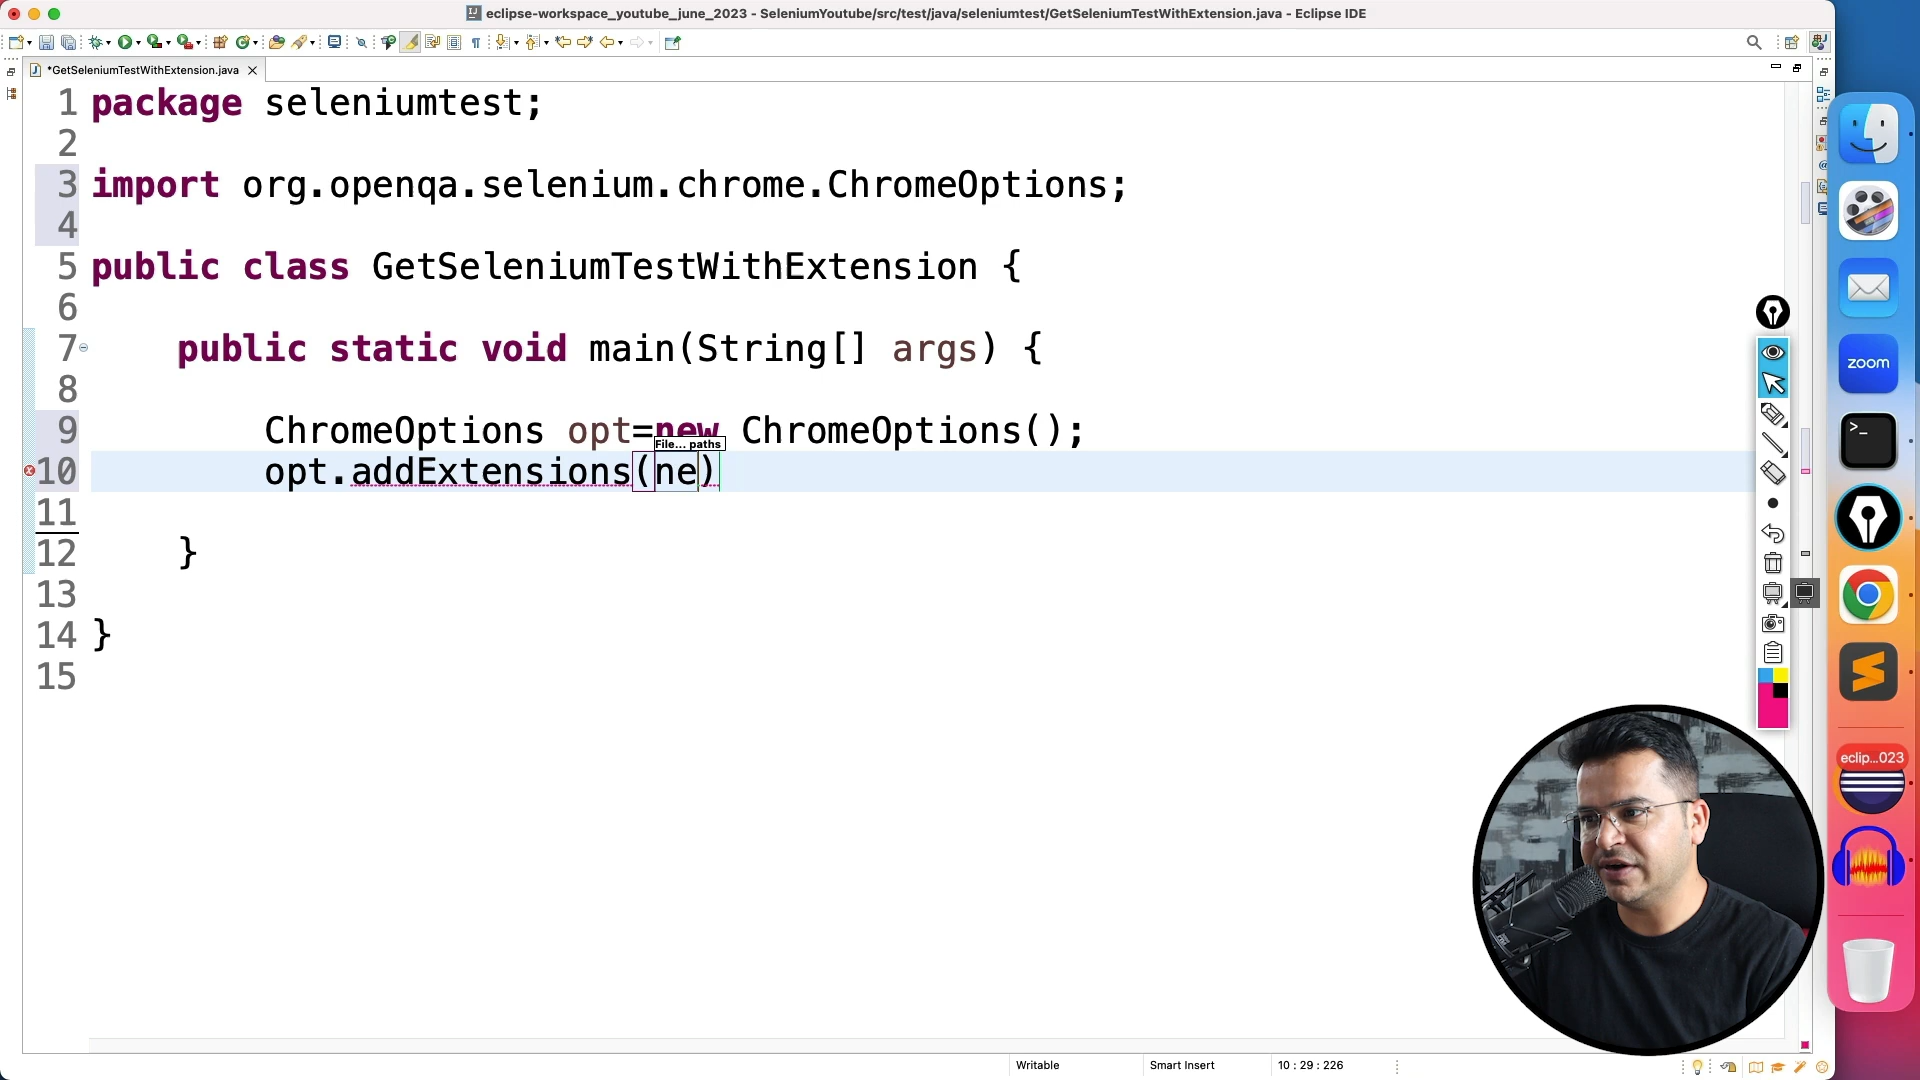 eclipse-workspace_youtube_june_2023 - SeleniumYoutube/src/test/java/seleniumtest/GetSeleniumTestWithExtension.java - Eclipse IDE
*GetSeleniumTestWithExtension.java
1 package seleniumtest;
2
3 import org.openqa.selenium.chrome.ChromeOptions;
4
5 public class GetSeleniumTestWithExtension {
6
7 public static void main(String[] args) {
8
9 ChromeOptions opt=new ChromeOptions();
File... paths
10 opt.addExtensions(ne)
11
12 }
13
14 }
15
zoom
eclip...023
Writable
Smart Insert
10 : 29 : 226